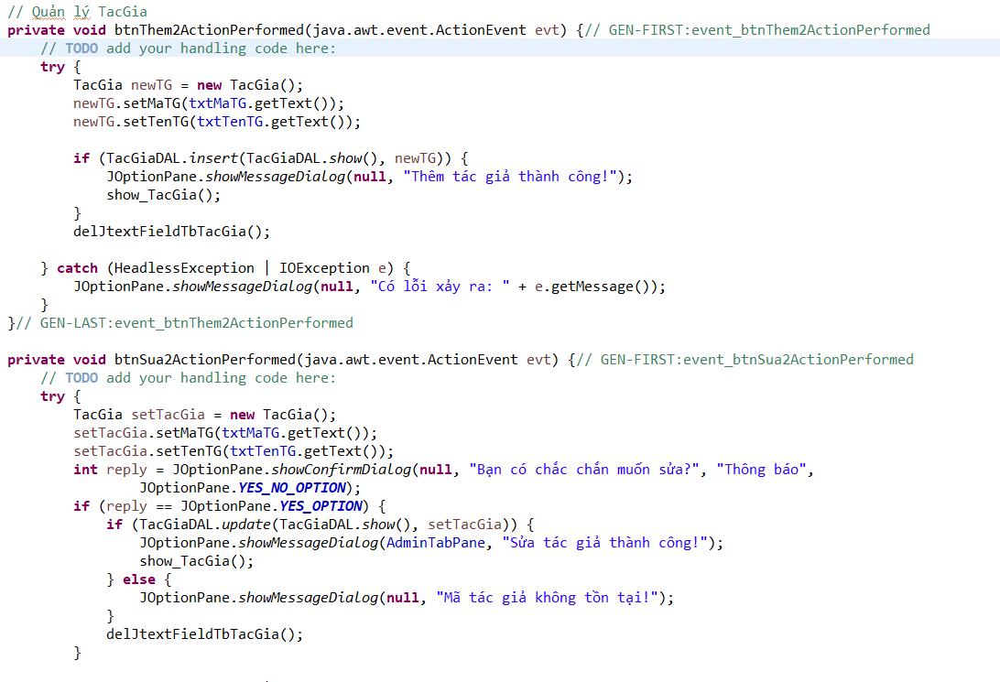 // Quản lý TacGia
private void btnThem2ActionPerformed(java.awt.event.ActionEvent evt) {// GEN-FIRST:event_btnThem2ActionPerformed
    // TODO add your handling code here:
    try {
        TacGia newTG = new TacGia();
        newTG.setMaTG(txtMaTG.getText());
        newTG.setTenTG(txtTenTG.getText());

        if (TacGiaDAL.insert(TacGiaDAL.show(), newTG)) {
            JOptionPane.showMessageDialog(null, "Thêm tác giả thành công!");
            show_TacGia();
        }
        delJtextFieldTbTacGia();

    } catch (HeadlessException | IOException e) {
        JOptionPane.showMessageDialog(null, "Có lỗi xảy ra: " + e.getMessage());
    }
}// GEN-LAST:event_btnThem2ActionPerformed

private void btnSua2ActionPerformed(java.awt.event.ActionEvent evt) {// GEN-FIRST:event_btnSua2ActionPerformed
    // TODO add your handling code here:
    try {
        TacGia setTacGia = new TacGia();
        setTacGia.setMaTG(txtMaTG.getText());
        setTacGia.setTenTG(txtTenTG.getText());
        int reply = JOptionPane.showConfirmDialog(null, "Bạn có chắc chắn muốn sửa?", "Thông báo",
                JOptionPane.YES_NO_OPTION);
        if (reply == JOptionPane.YES_OPTION) {
            if (TacGiaDAL.update(TacGiaDAL.show(), setTacGia)) {
                JOptionPane.showMessageDialog(AdminTabPane, "Sửa tác giả thành công!");
                show_TacGia();
            } else {
                JOptionPane.showMessageDialog(null, "Mã tác giả không tồn tại!");
            }
            delJtextFieldTbTacGia();
        }